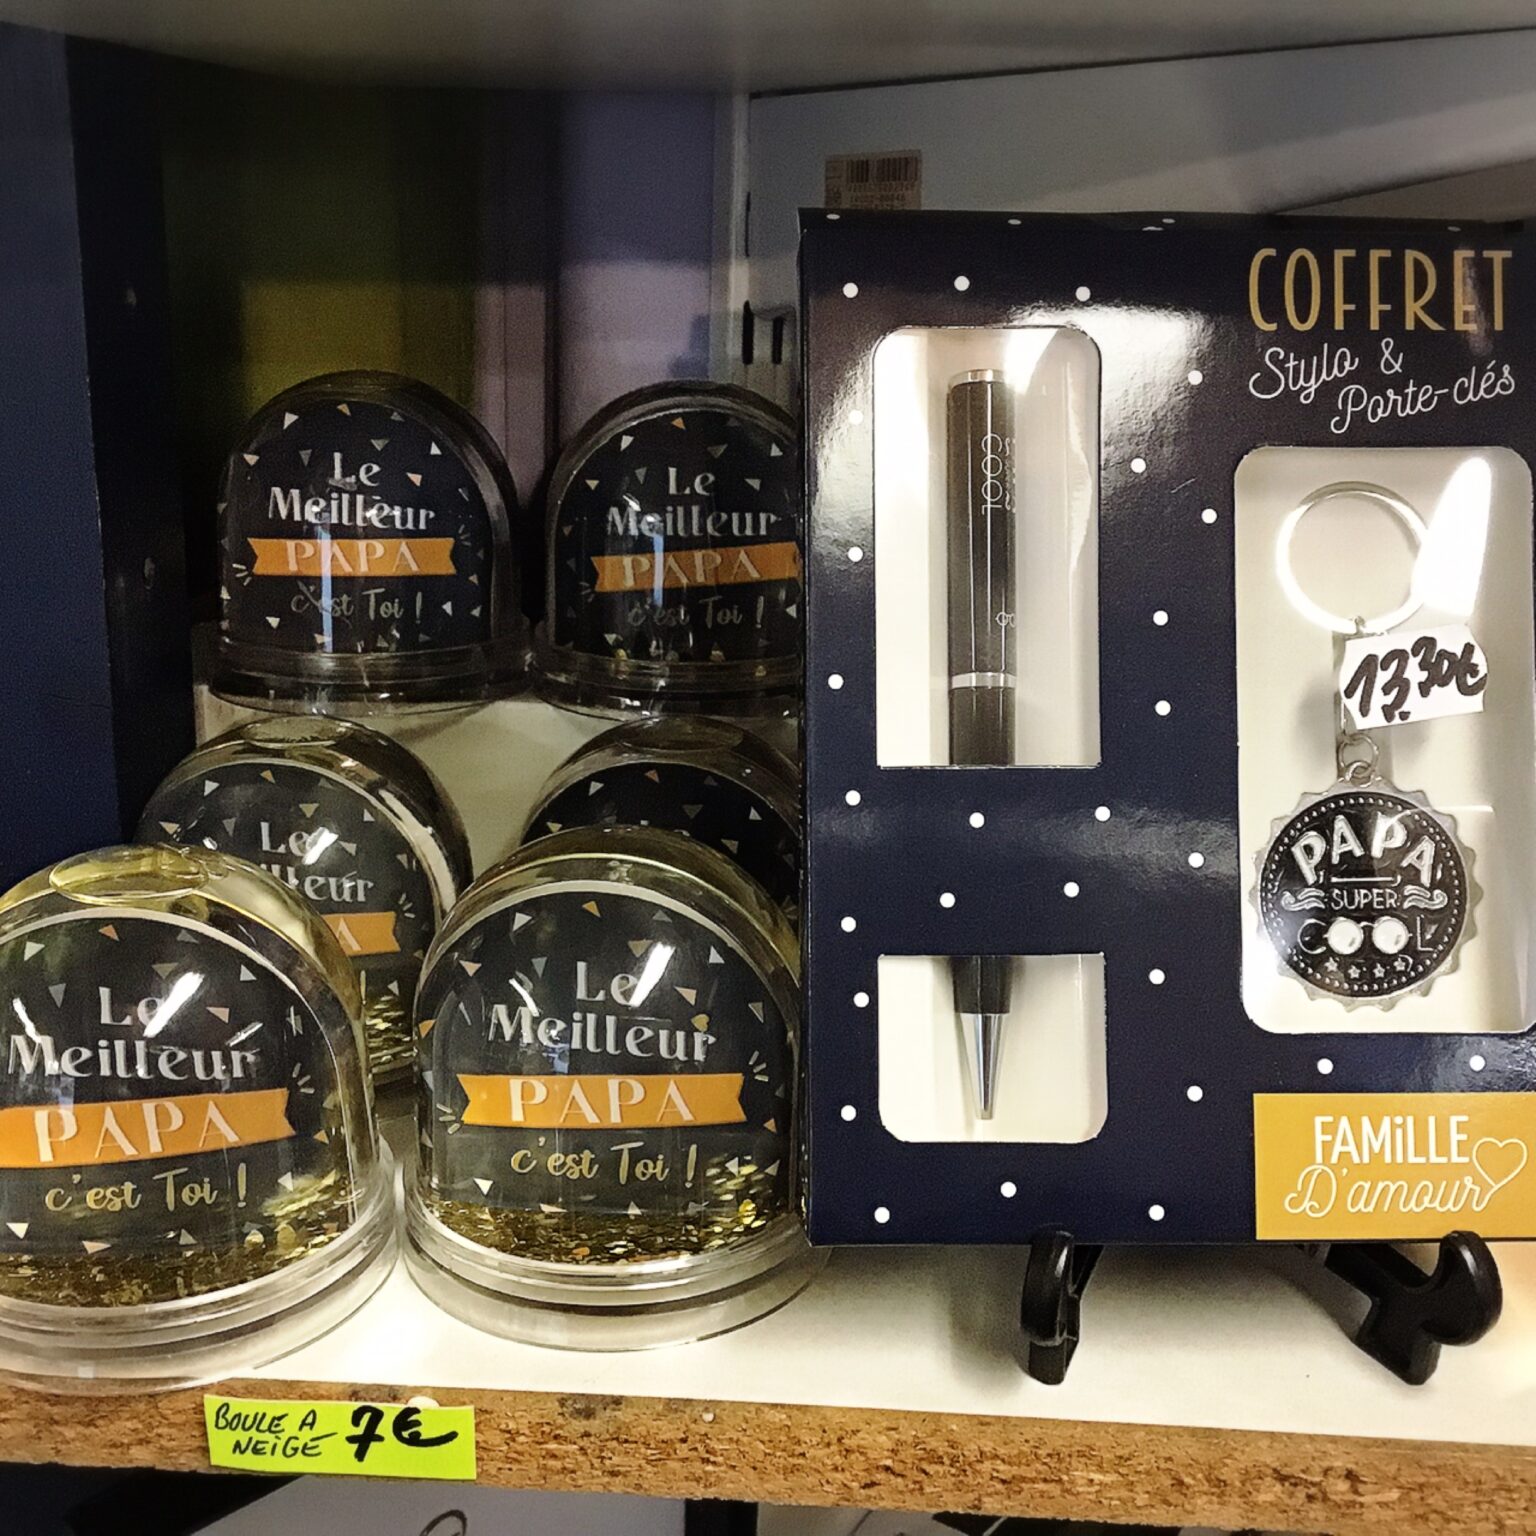 Le
Meilleur
PAPA
c'est Toi !
Le
Meilleur
PAPA
c'est Toi !
Le
Le
Meilleur
PAPA
c'est Toi !
Le
Meilleur
PAPA
c'est Toi !
BOULE A
NEIGE 7€
COFFRET
Stylo &
Porte-clés
COOL
13.30€
PAPA
SUPER
COOL
FAMiLLE
D'amour